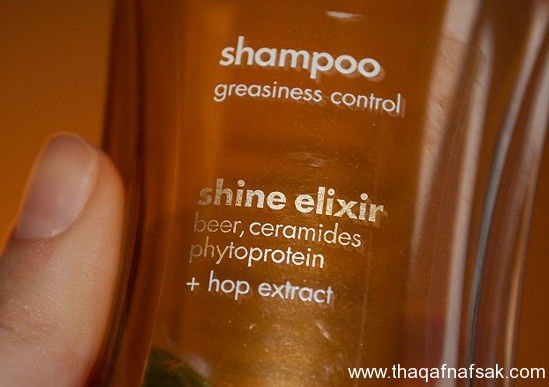 shampoo
greasiness control
shine elixir
beer, ceramides
phytoprotein
+ hop extract
www.thaqafnafsak.com